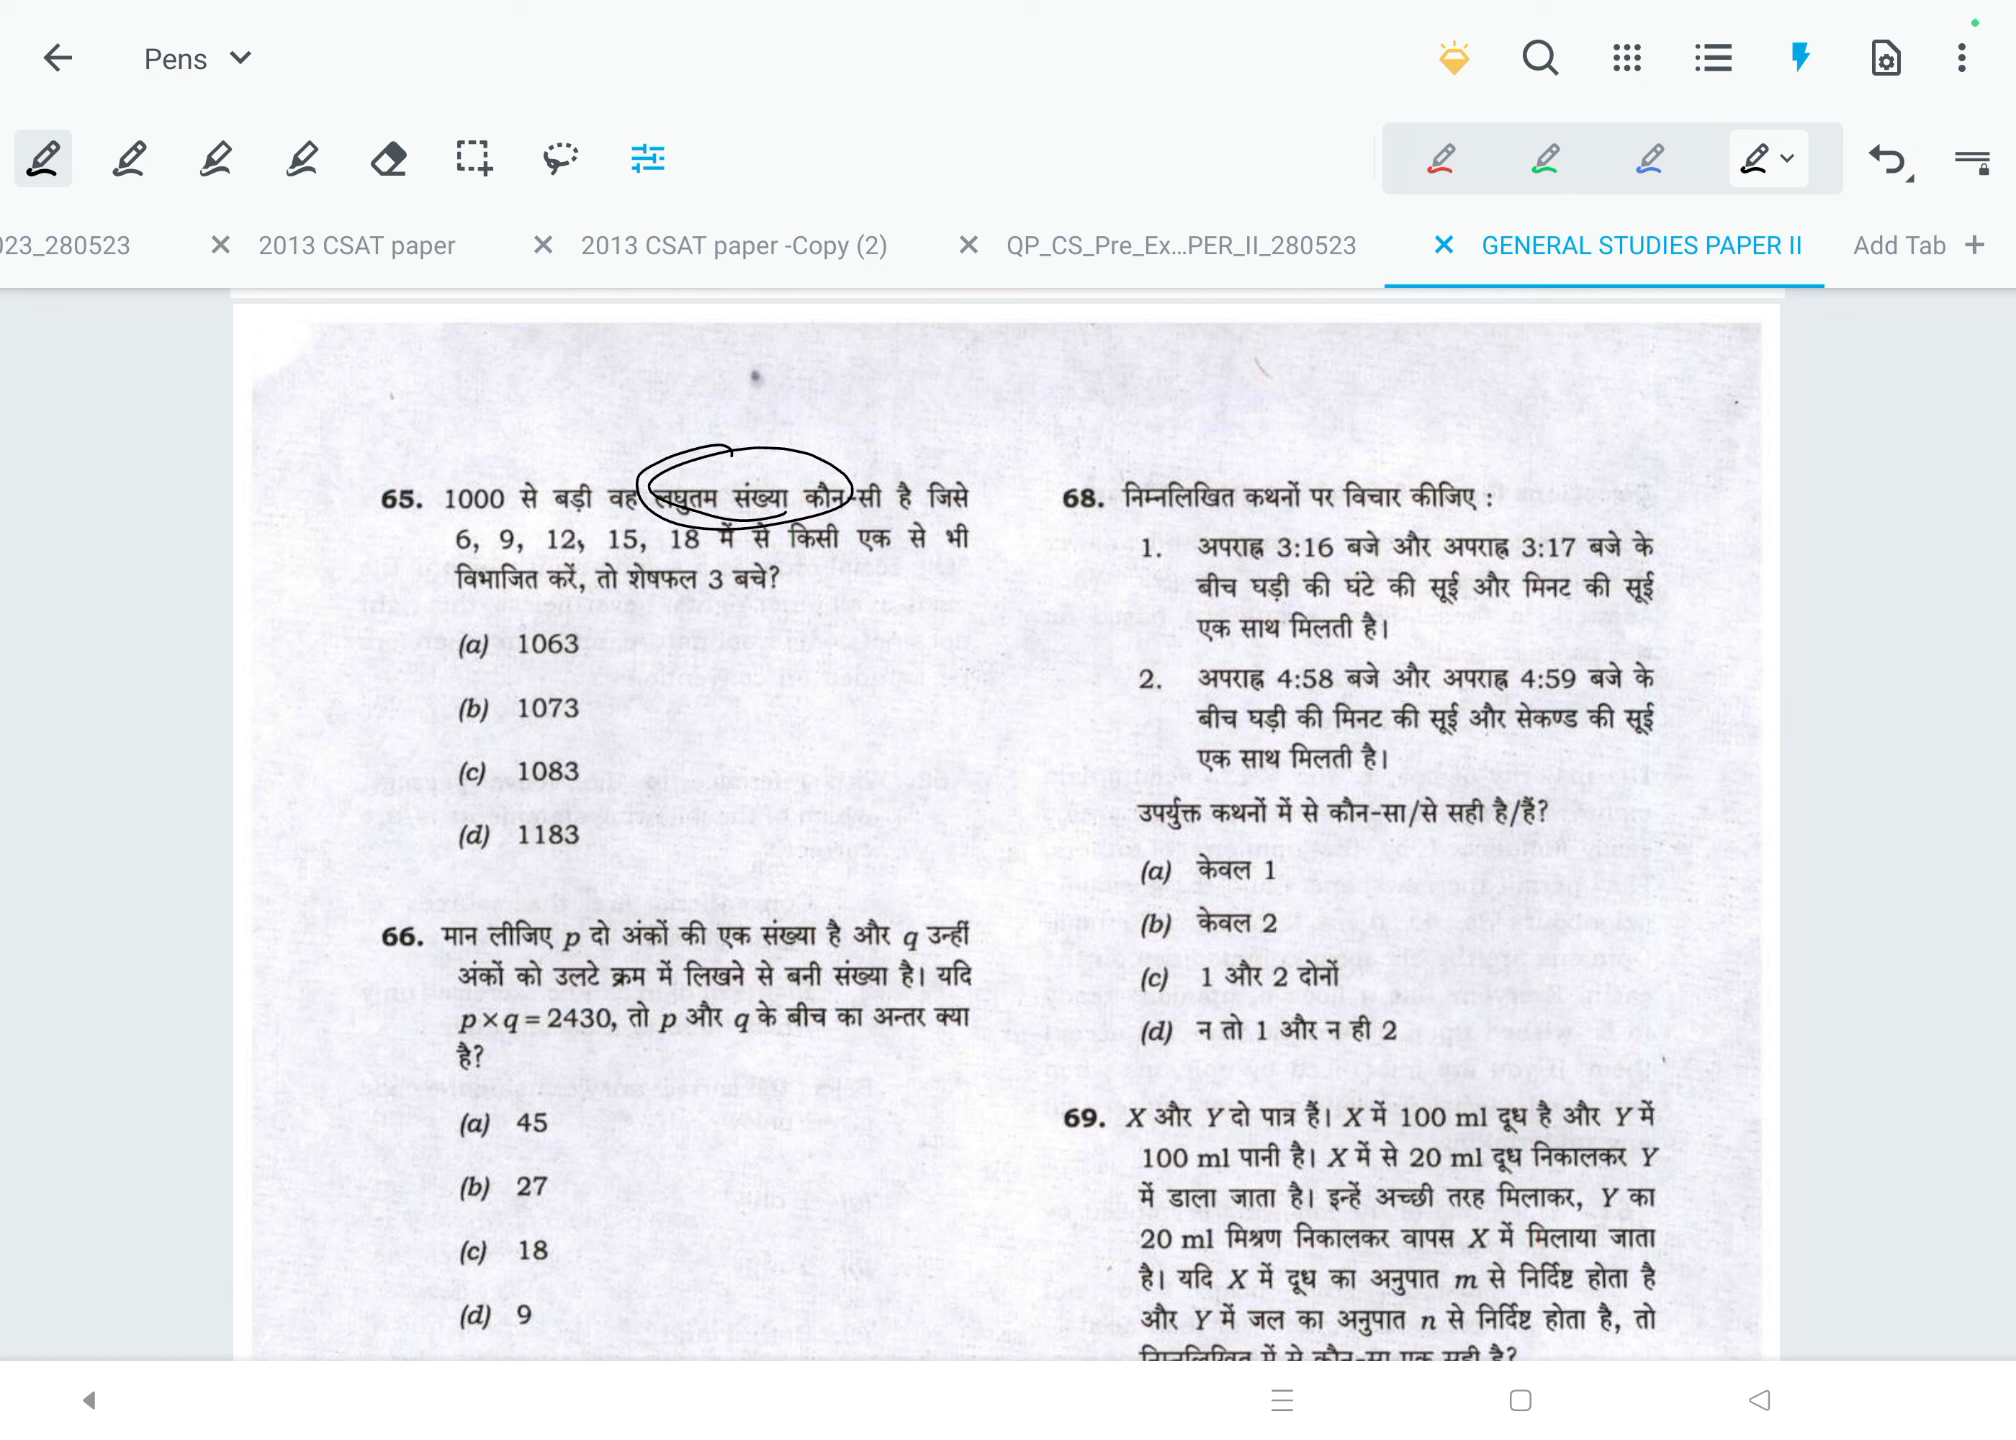 Pens
023_280523
2013 CSAT paper
2013 CSAT paper -Copy (2)
QP_CS_Pre_Ex...PER_II_280523
GENERAL STUDIES PAPER II
Add Tab
65. 1000 से बड़ी वह लघुतम संख्या कौन-सी है जिसे
6, 9, 12, 15, 18 में से किसी एक से भी
विभाजित करें, तो शेषफल 3 बचे?
(a) 1063
(b) 1073
(c) 1083
(d) 1183
66. मान लीजिए p दो अंकों की एक संख्या है और q उन्हीं
अंकों को उलटे क्रम में लिखने से बनी संख्या है। यदि
p×q=2430, तो p और q के बीच का अन्तर क्या
है?
(a) 45
(b) 27
(c) 18
(d) 9
68. निम्नलिखित कथनों पर विचार कीजिए :
1. अपराह्न 3:16 बजे और अपराह्न 3:17 बजे के
बीच घड़ी की घंटे की सूई और मिनट की सूई
एक साथ मिलती है।
2. अपराह्न 4:58 बजे और अपराह्न 4:59 बजे के
बीच घड़ी की मिनट की सूई और सेकण्ड की सूई
एक साथ मिलती है।
उपर्युक्त कथनों में से कौन-सा/से सही है/हैं?
(a) केवल 1
(b) केवल 2
(c) 1 और 2 दोनों
(d) न तो 1 और न ही 2
69. X और Y दो पात्र हैं। X में 100 ml दूध है और Y में
100 ml पानी है। X में से 20 ml दूध निकालकर Y
में डाला जाता है। इन्हें अच्छी तरह मिलाकर, Y का
20 ml मिश्रण निकालकर वापस X में मिलाया जाता
है। यदि X में दूध का अनुपात m से निर्दिष्ट होता है
और Y में जल का अनुपात n से निर्दिष्ट होता है, तो
निम्नलिखित में से कौन-सा एक सही है?